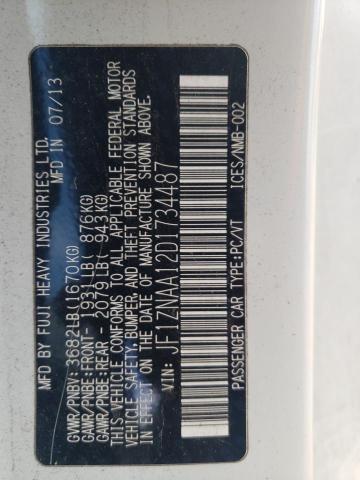 MFD BY FUJI HEAVY INDUSTRIES LTD.
MFD IN    07/13
GVWR/PNBV: 3682LB(1670KG)
GAWR/PNBE-FRONT- 1931LB( 876KG)
GAWR/PNBE-REAR - 2079LB( 943KG)
THIS VEHICLE CONFORMS TO ALL APPLICABLE FEDERAL MOTOR
VEHICLE SAFETY, BUMPER, AND THEFT PREVENTION STANDARDS
IN EFFECT ON THE DATE OF MANUFACTURE SHOWN ABOVE.
VIN: JF1ZNAA12D1734487
PASSENGER CAR TYPE:PC/VT
ICES/NMB-002